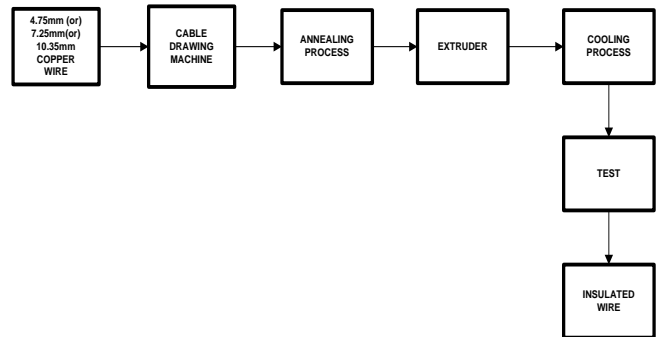 4.75mm (or)
7.25mm(or)
10.35mm
COPPER
WIRE
CABLE
DRAWING
MACHINE
ANNEALING
PROCESS
EXTRUDER
COOLING
PROCESS
TEST
INSULATED
WIRE